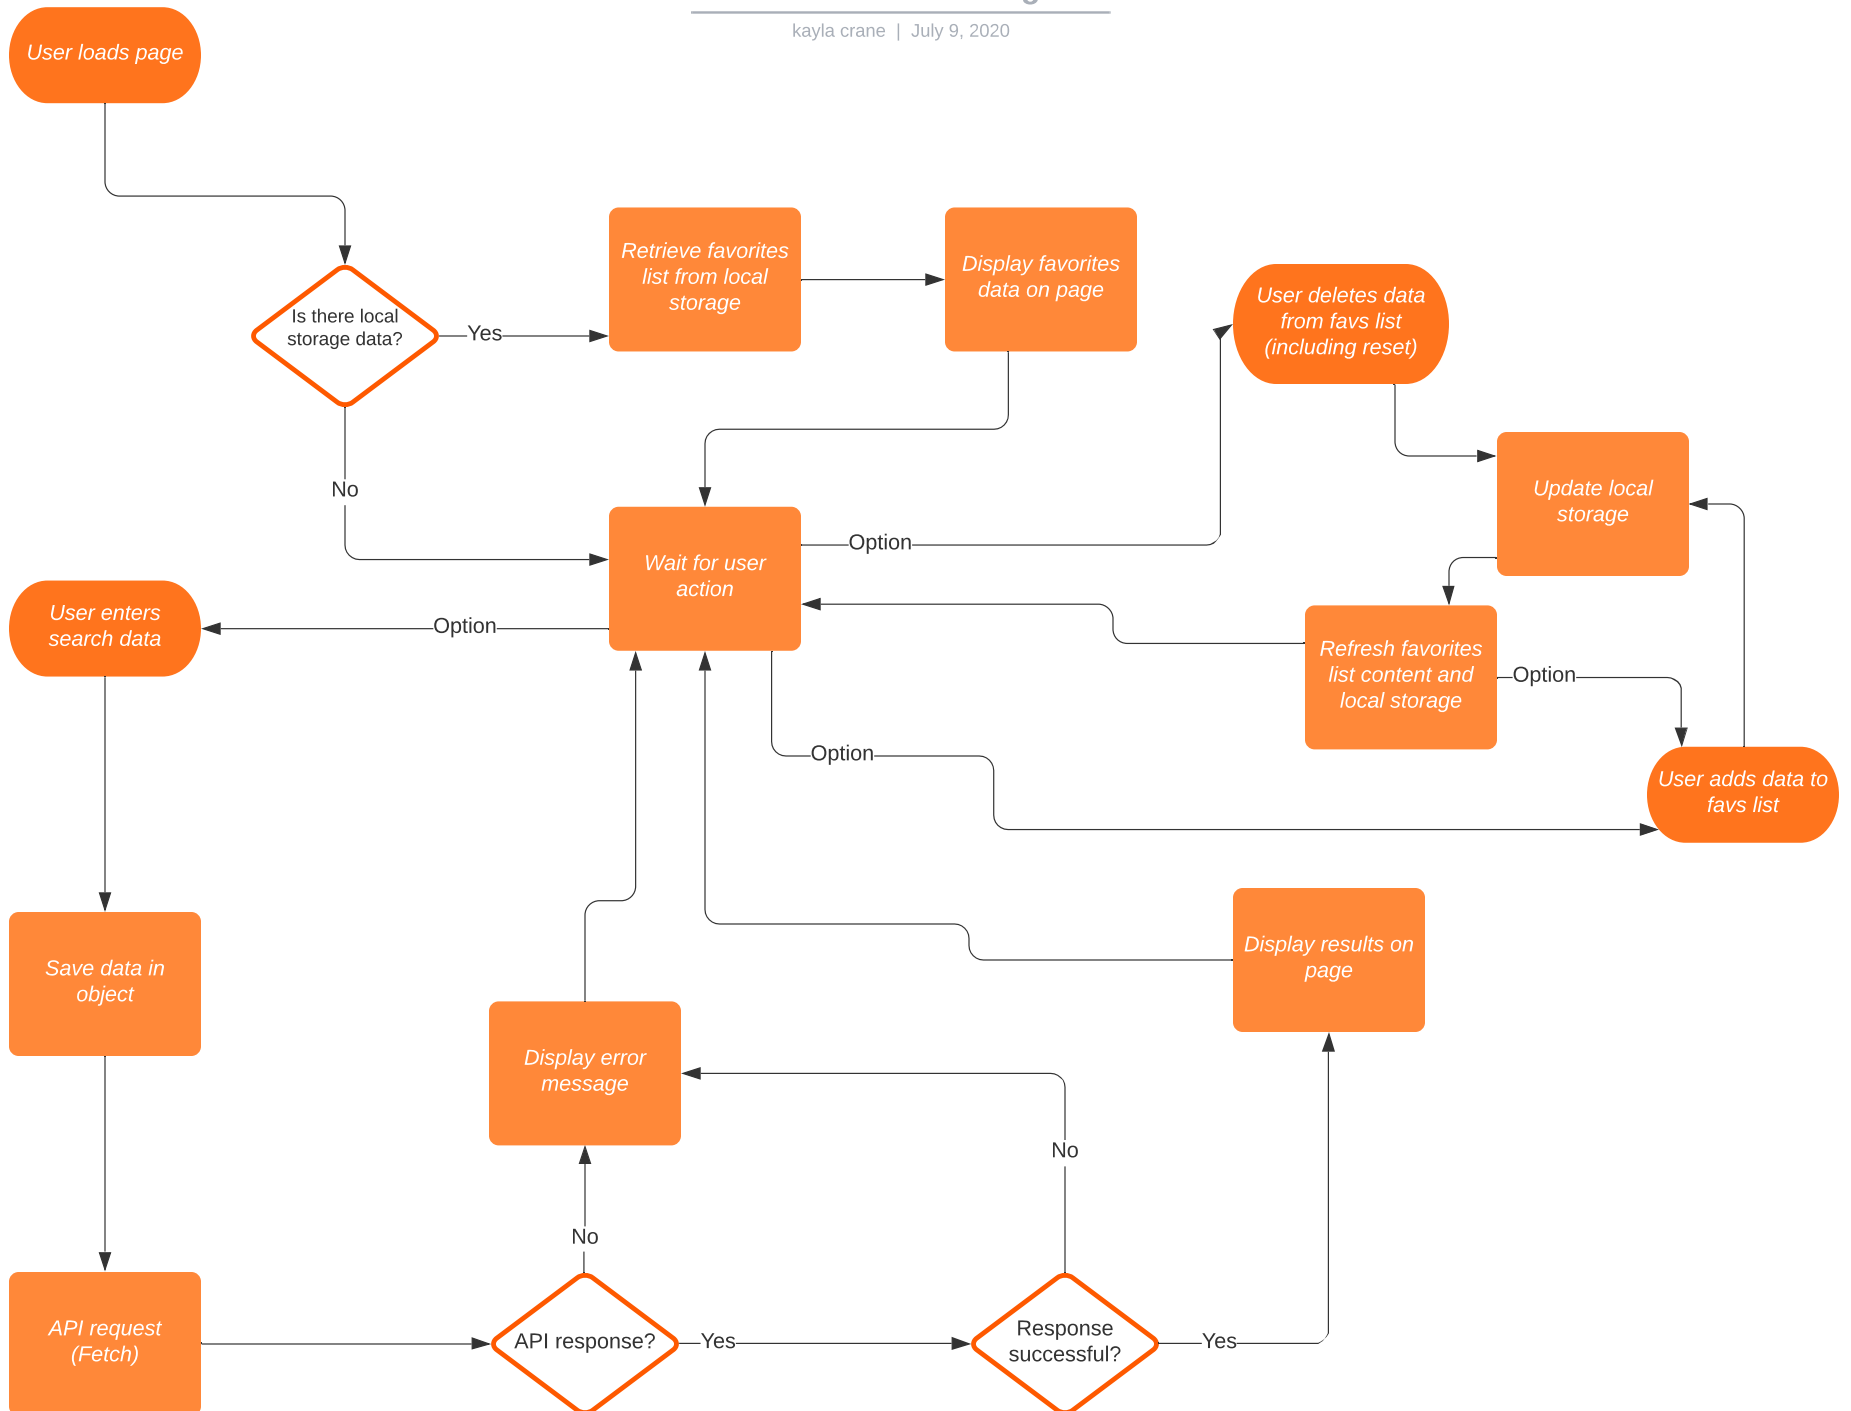 kayla crane | July 9, 2020
User loads page
Retrieve favorites
list from local
storage
Display favorites
data on page
User deletes data
from favs list
(including reset)
Is there local
storage data?
Yes
No
Update local
storage
Option
Wait for user
action
User enters
search data
Option
Refresh favorites
list content and
local storage
Option
Option
User adds data to
favs list
Display results on
page
Save data in
object
Display error
message
No
No
API request
(Fetch)
API response?
Yes
Response
successful?
Yes